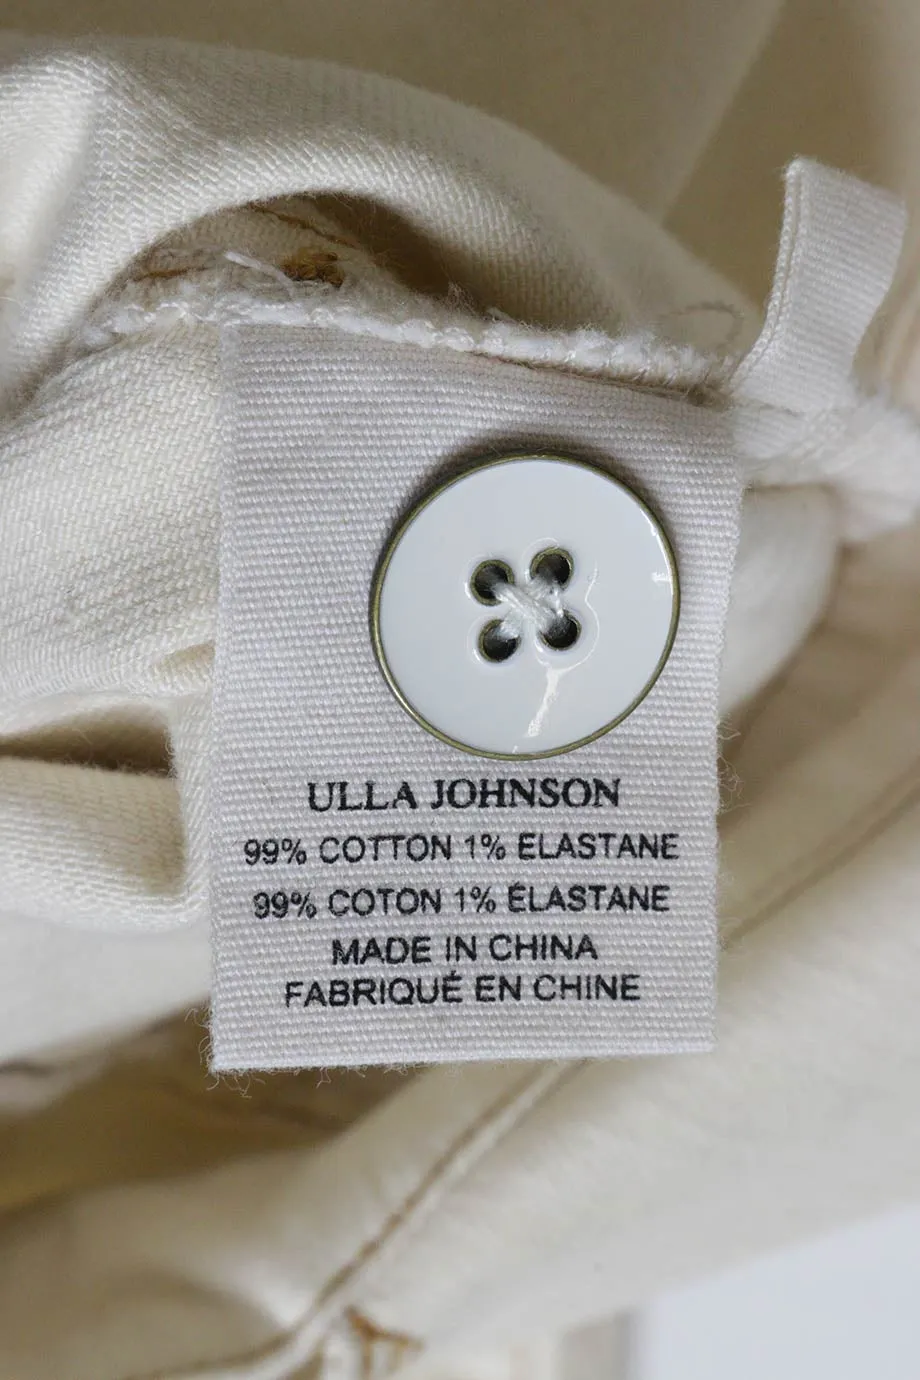 ULLA JOHNSON
99% COTTON 1% ELASTANE
99% COTON 1% ÉLASTANE
MADE IN CHINA
FABRIQUÉ EN CHINE